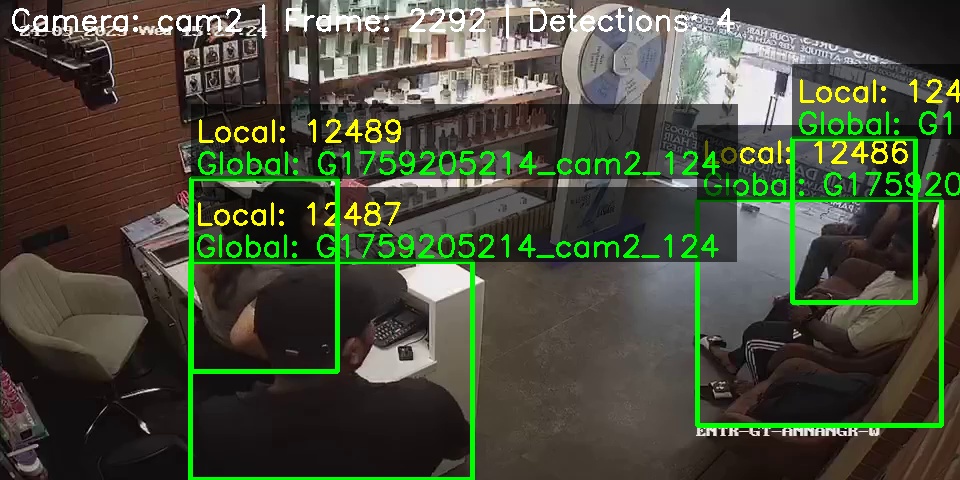 Camera: cam2 | Frame: 2292 | Detections: 4
Local: 124
Global: G1
Local: 12489
Global: G1759205214_cam2_124
Local: 12486
Global: G175920
Local: 12487
Global: G1759205214_cam2_124
ENTR-GT-ANNANGR-W